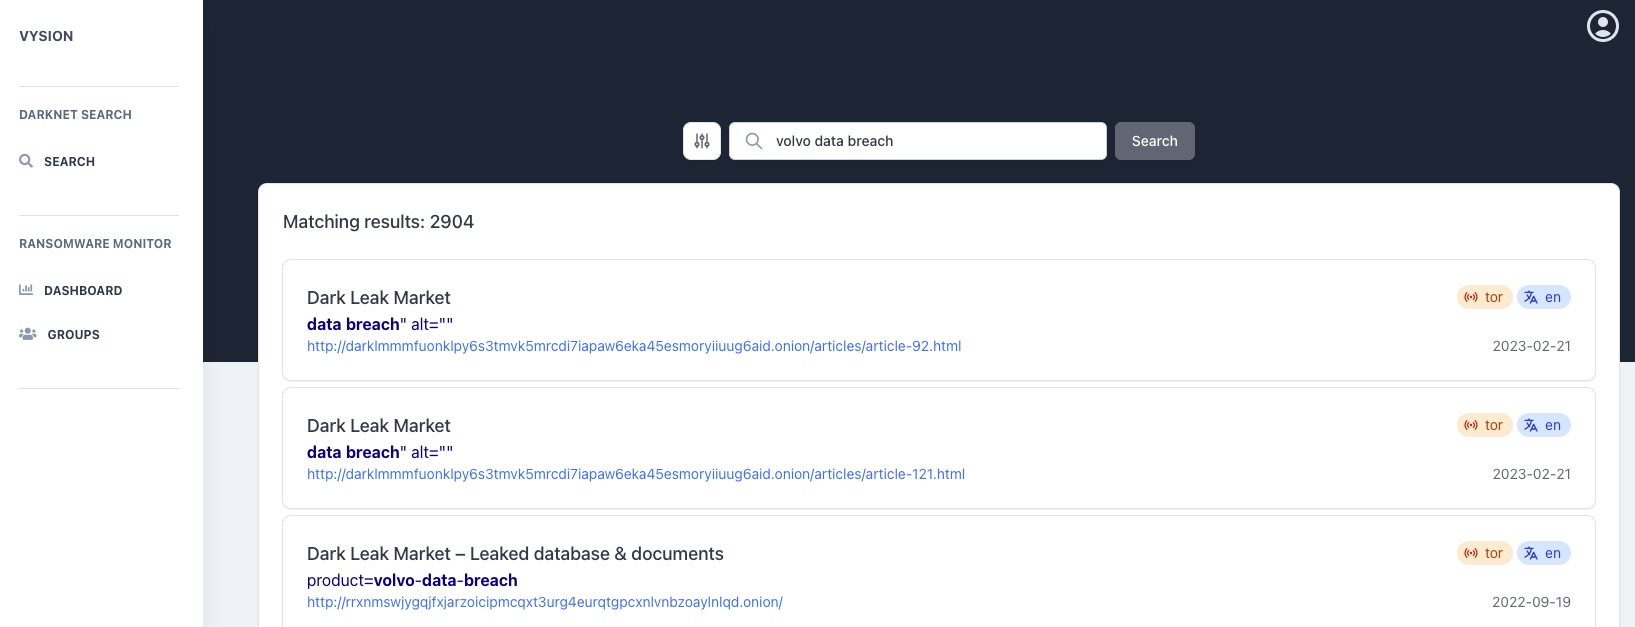 VYSION
DARKNET SEARCH
SEARCH
RANSOMWARE MONITOR
DASHBOARD
GROUPS
volvo data breach
Search
Matching results: 2904
Dark Leak Market
tor
en
data breach" alt=""
http://darklmmmfuonklpy6s3tmvk5mrcdi7iapaw6eka45esmoryiiuug6aid.onion/articles/article-92.html
2023-02-21
Dark Leak Market
tor
en
data breach" alt=""
http://darklmmmfuonklpy6s3tmvk5mrcdi7iapaw6eka45esmoryiiuug6aid.onion/articles/article-121.html
2023-02-21
Dark Leak Market – Leaked database & documents
tor
en
product=volvo-data-breach
http://rrxnmswjygqjfxjarzoicipmcqxt3urg4eurqtgpcxnlvnbzoaylnlqd.onion/
2022-09-19